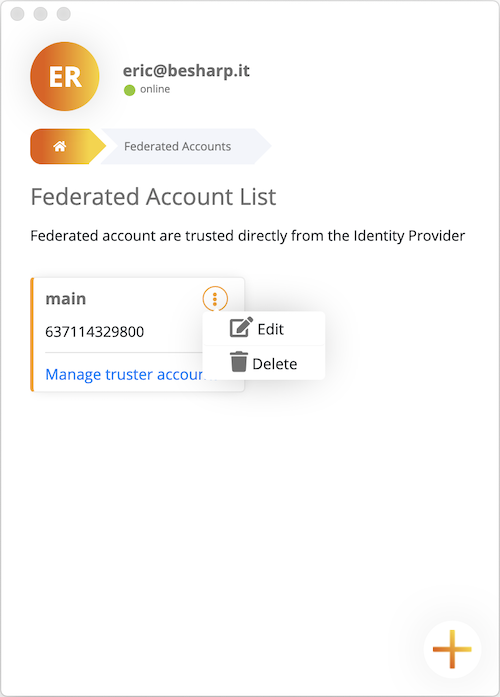 ER
eric@besharp.it
online
Federated Accounts
Federated Account List
Federated account are trusted directly from the Identity Provider
main
637114329800
Edit
Delete
Manage truster accoun